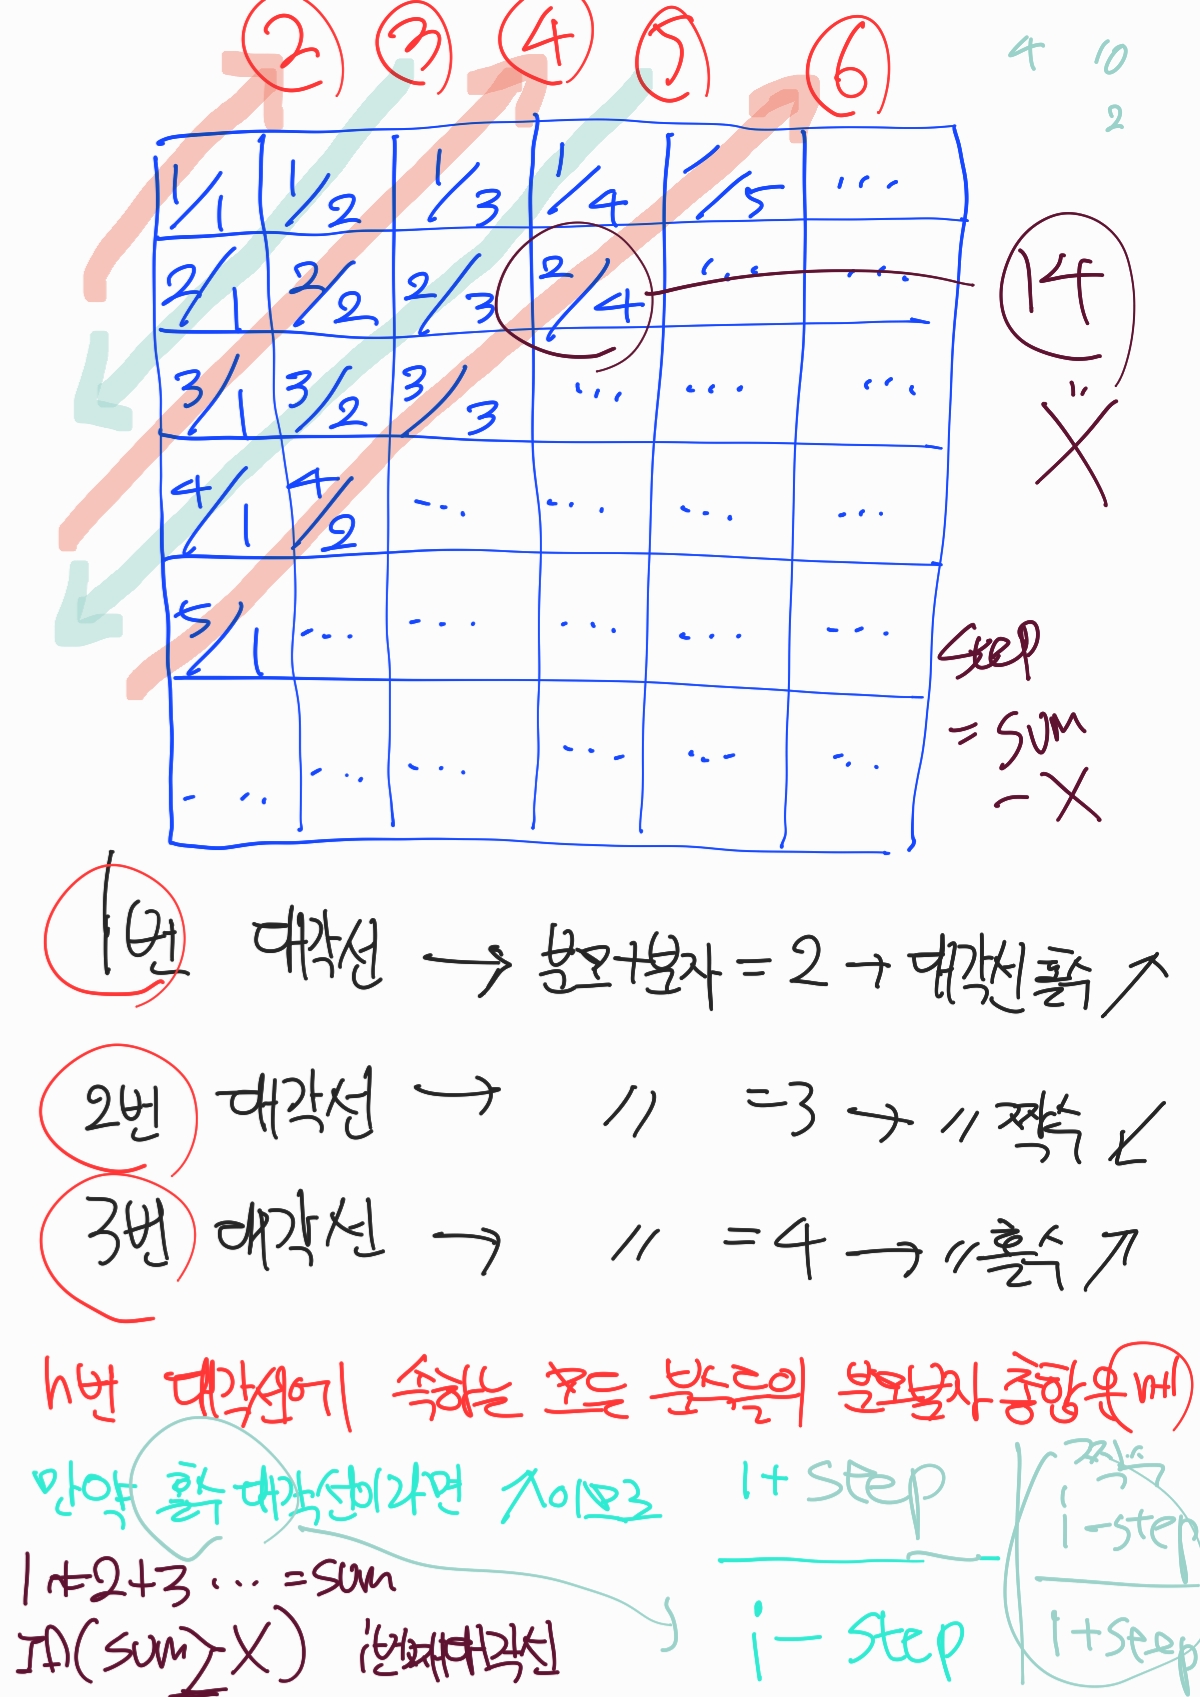 2 3 4 5 6
4 10
2
1/1 1/2 1/3 1/4 1/5 ...
2/1 2/2 2/3 2/4 ... ...
14
3/1 3/2 3/3 ... ... ...
X
4/1 4/2 ... ... ... ...
5/1 ... ... ... ... ...
step
= sum
- X
... ... ... ... ... ...
1번 대각선 → 분모+분자 = 2 → 대각선 홀수 ↗
2번 대각선 → 〃 = 3 → 〃 짝수 ↙
3번 대각선 → 〃 = 4 → 〃 홀수 ↗
n번 대각선에 속하는 모든 분수들의 분모분자 총합은
만약 홀수 대각선이라면
1 + step
i - step
짝수
i - step
1 + step
1+2+3 ... = sum
If(sum ≥ X) i번째대각선